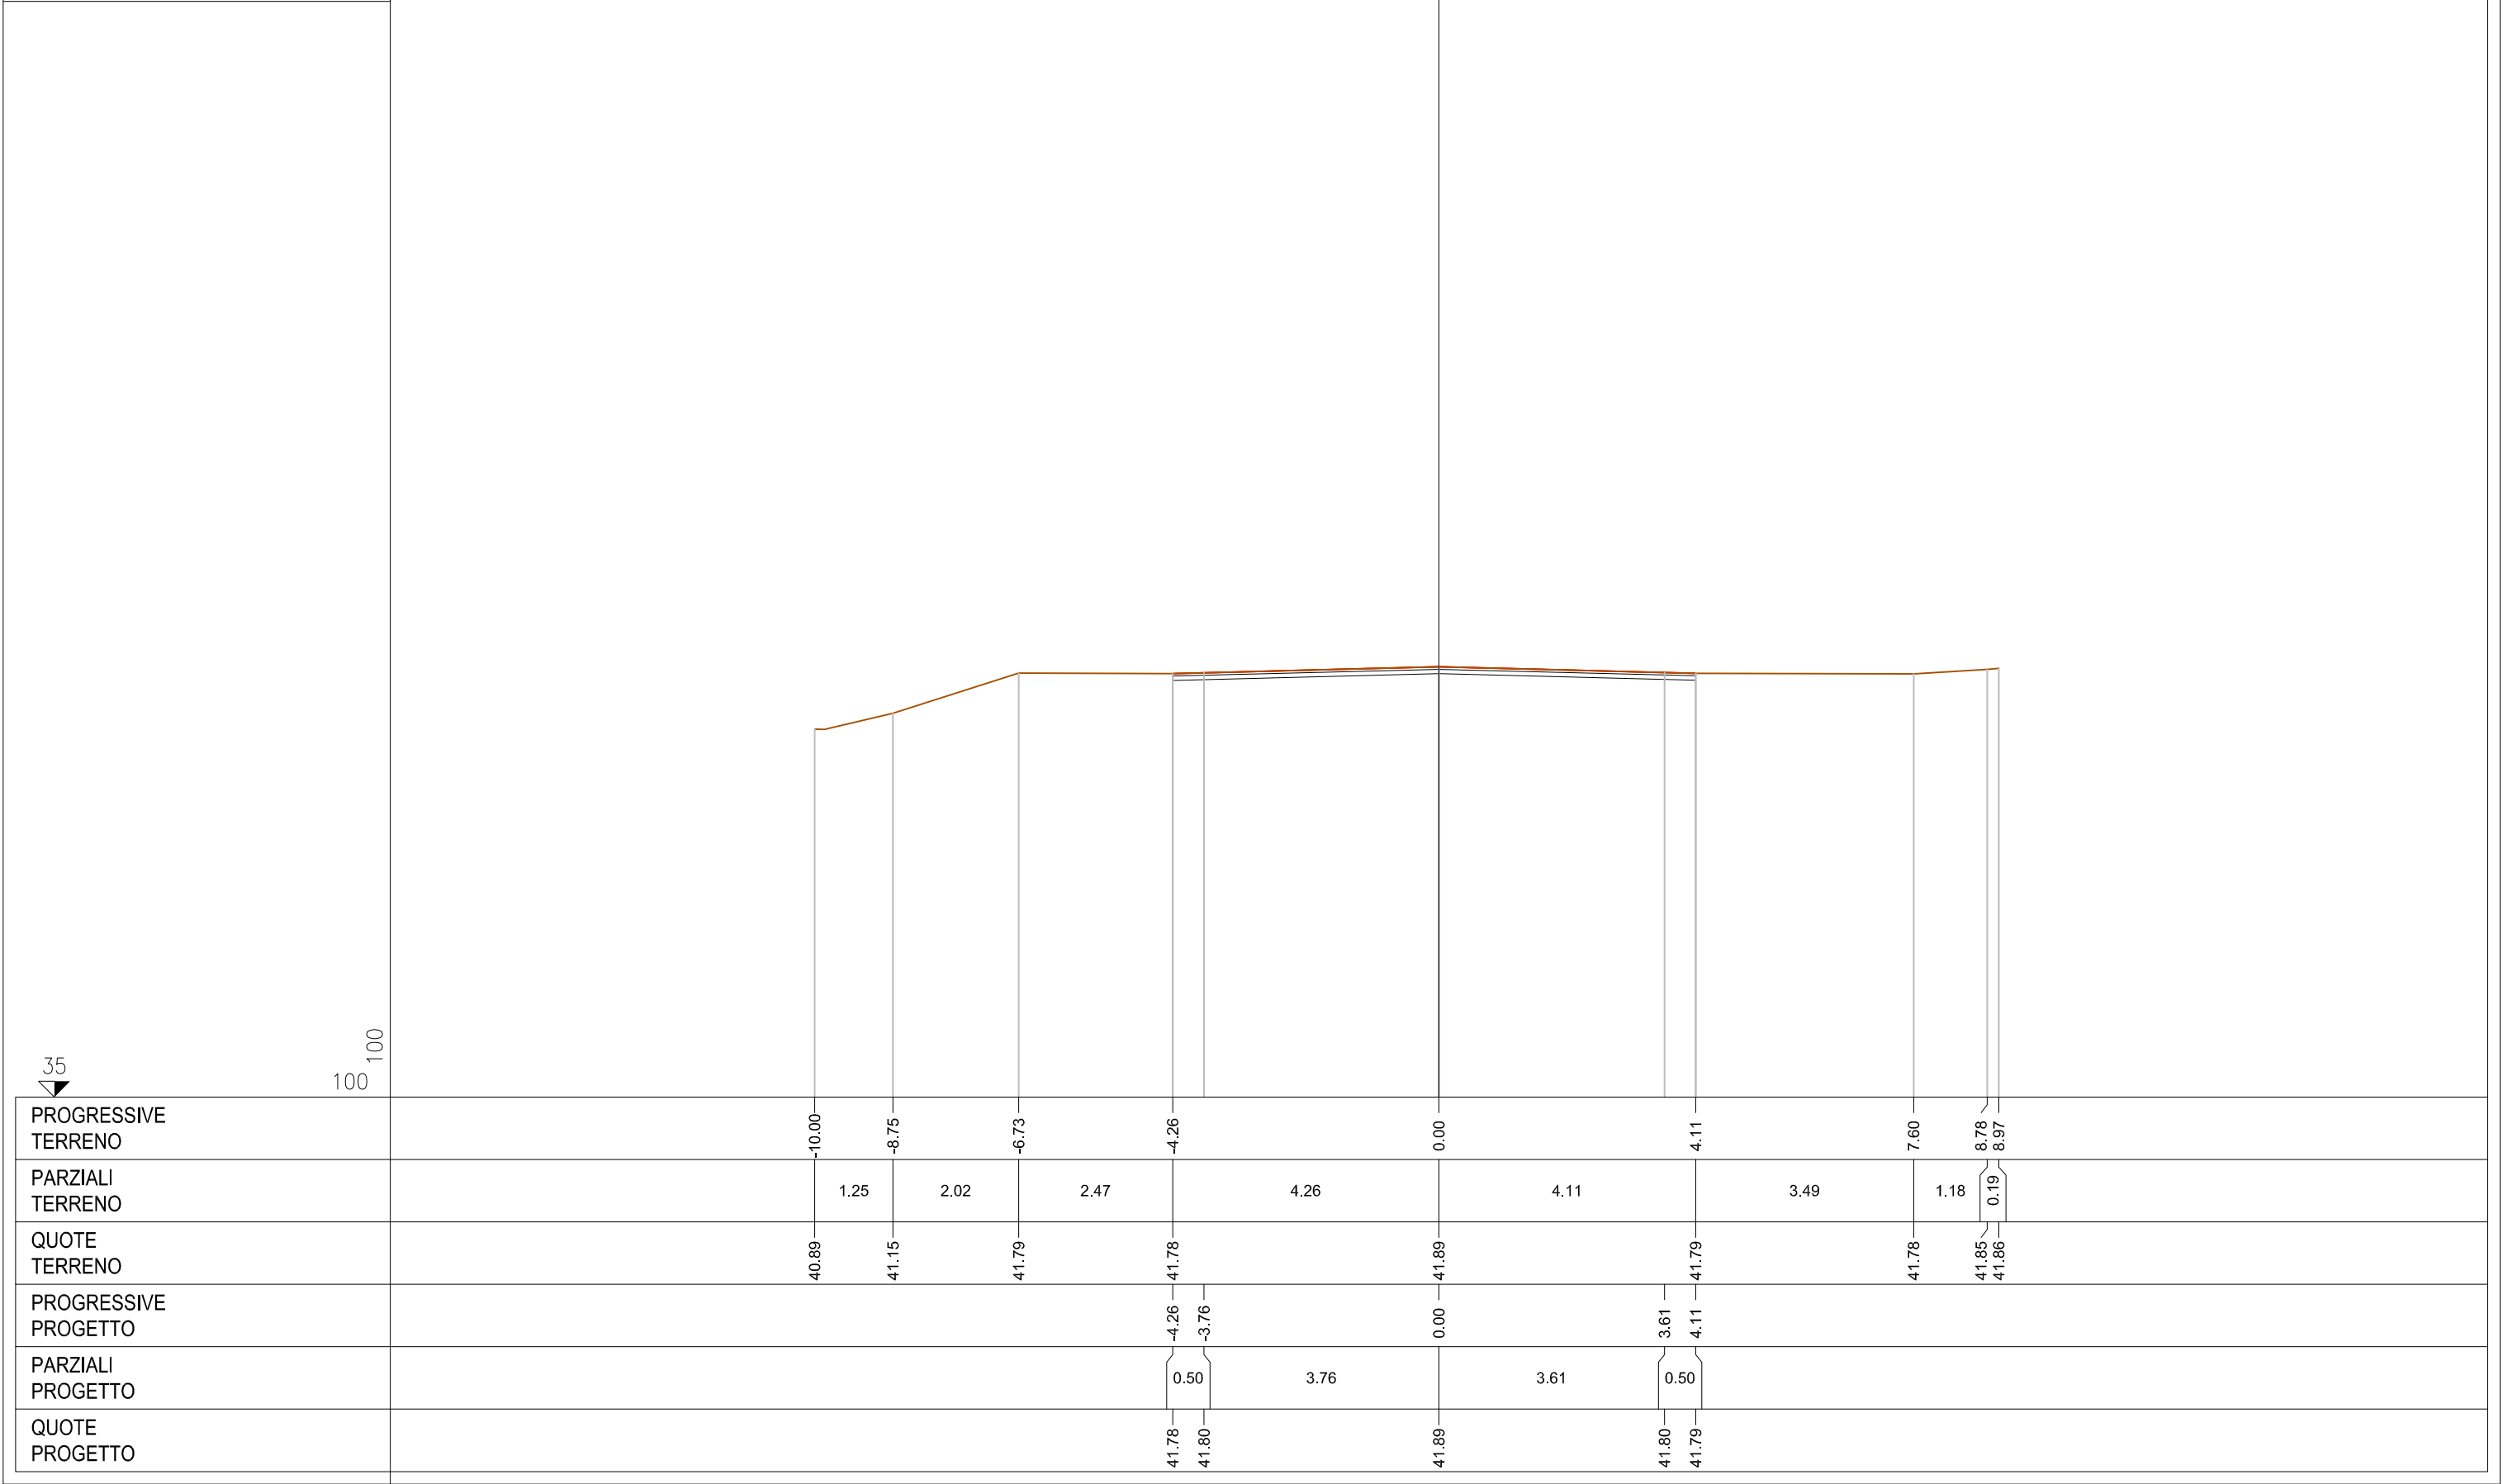 100
35
100
PROGRESSIVE
TERRENO
-10.00 -8.75 -6.73 -4.26 0.00 4.11 7.60 8.78 8.97
PARZIALI
TERRENO
1.25 2.02 2.47 4.26 4.11 3.49 1.18 0.19
QUOTE
TERRENO
40.89 41.15 41.79 41.78 41.89 41.79 41.78 41.85 41.86
PROGRESSIVE
PROGETTO
-4.26 -3.76 0.00 3.61 4.11
PARZIALI
PROGETTO
0.50 3.76 3.61 0.50
QUOTE
PROGETTO
41.78 41.80 41.89 41.80 41.79